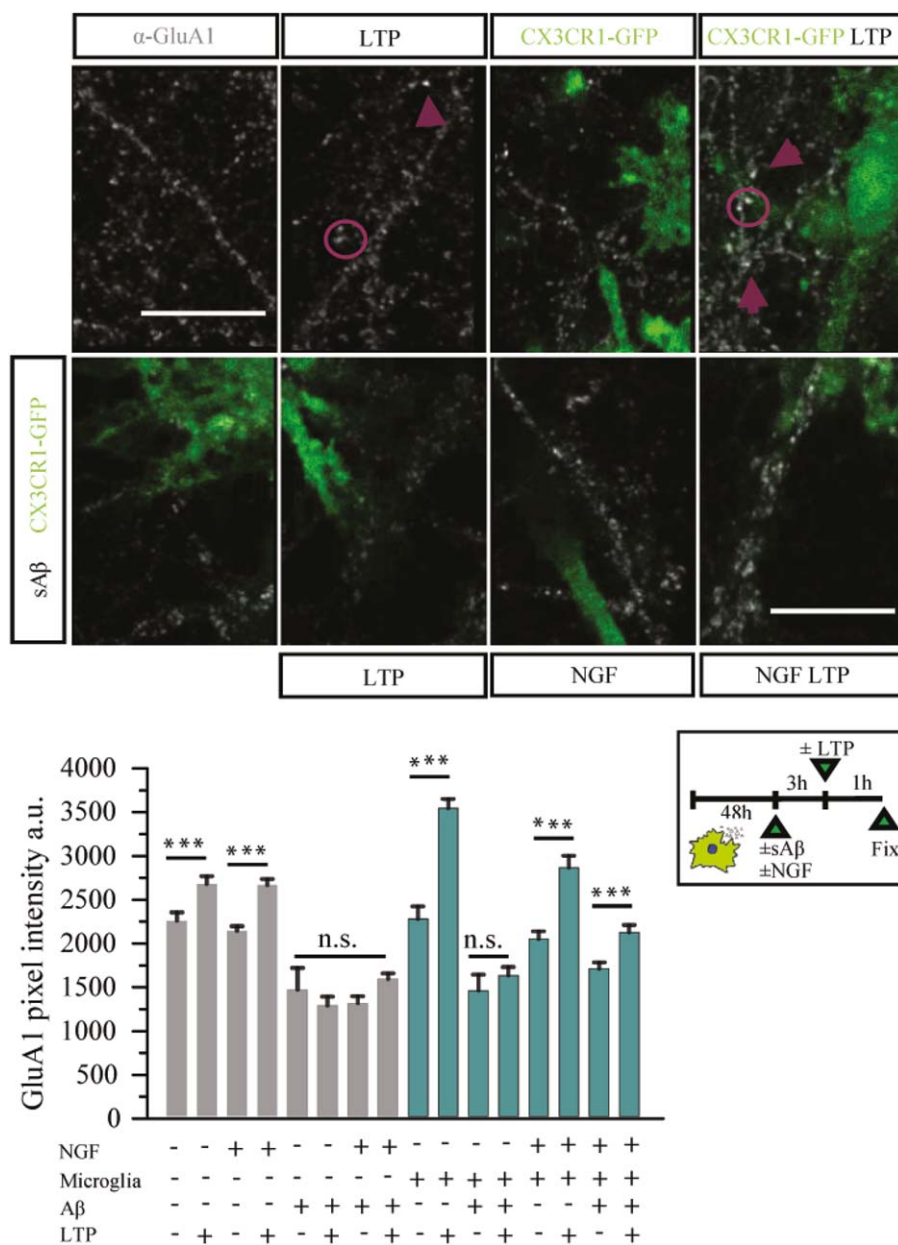 α-GluA1 LTP CX3CR1-GFP CX3CR1-GFP LTP
sAβ CX3CR1-GFP
LTP NGF NGF LTP
GluA1 pixel intensity a.u.
4000
3500
3000
2500
2000
1500
1000
500
0
***
***
n.s.
***
n.s.
***
***
NGF - - + + - - + + - - - - + + + +
Microglia - - - - - - - - + + + + + + + +
Aβ - - - - + + + + - - + + - - + +
LTP - + - + - + - + - + - + - + - +
± LTP
3h 1h
48h
±sAβ
±NGF
Fix